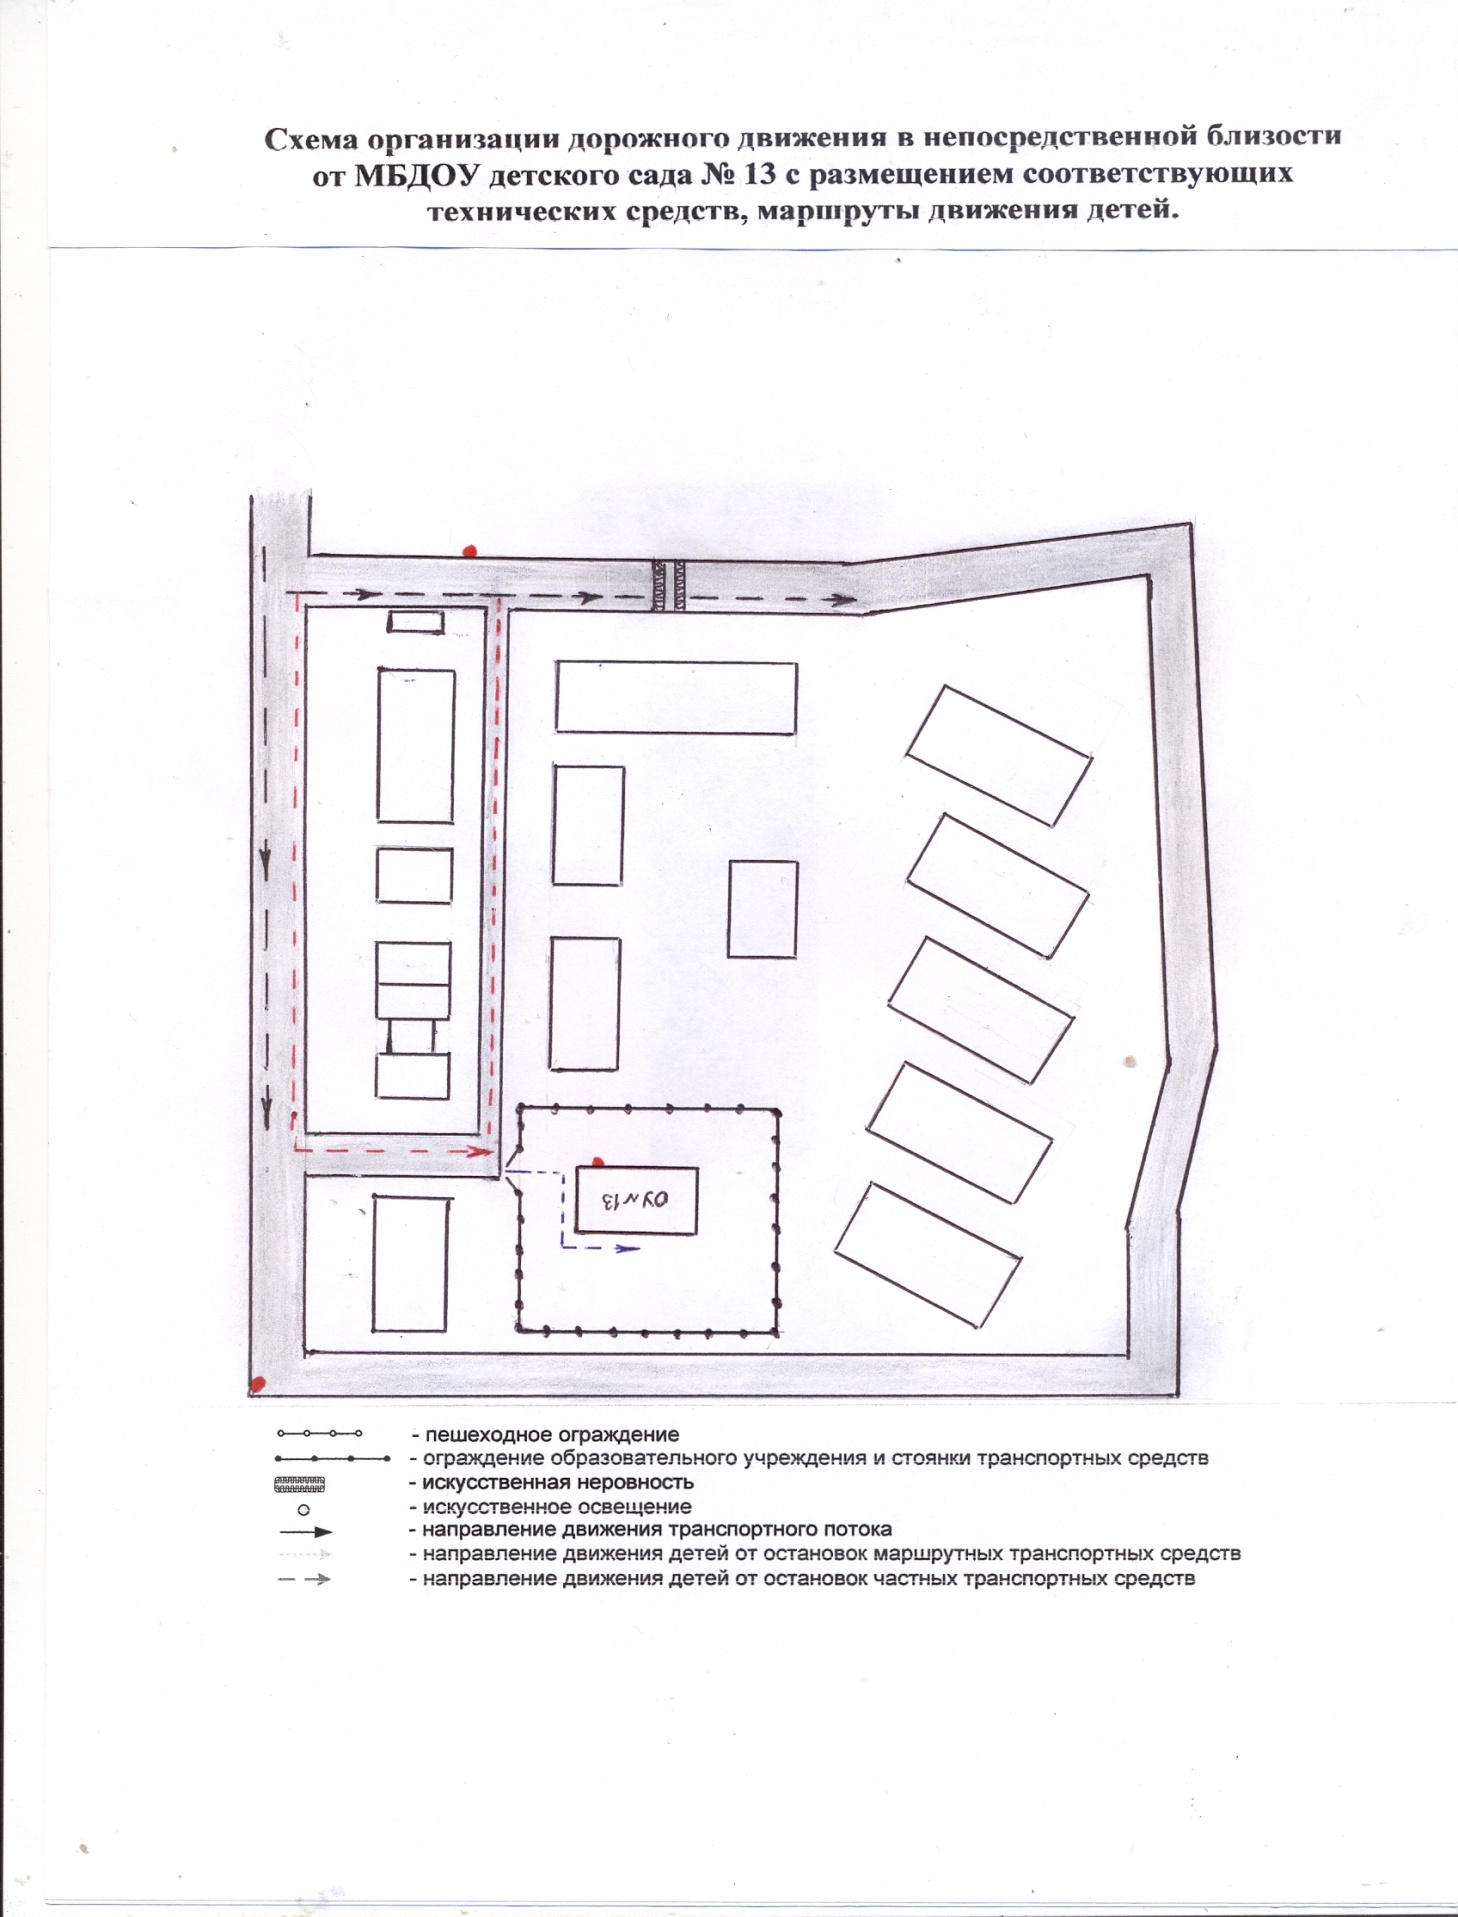 Схема организации дорожного движения в непосредственной близости
от МБДОУ детского сада № 13 с размещением соответствующих
технических средств, маршруты движения детей.
ОУ№13
- пешеходное ограждение
- ограждение образовательного учреждения и стоянки транспортных средств
- искусственная неровность
- искусственное освещение
- направление движения транспортного потока
- направление движения детей от остановок маршрутных транспортных средств
- направление движения детей от остановок частных транспортных средств